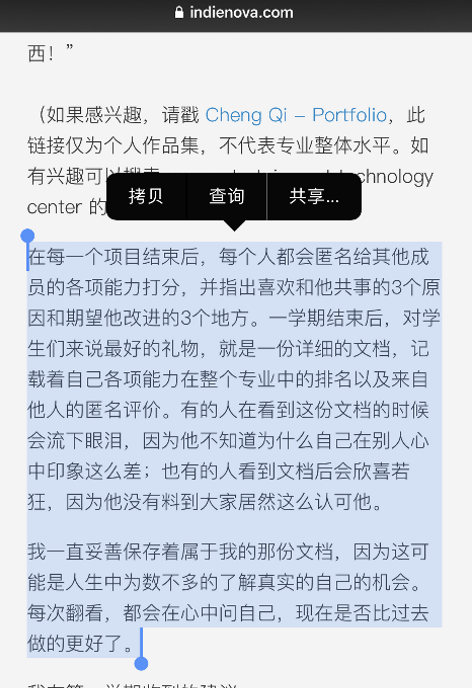 indienova.com
西！”
（如果感兴趣，请戳 Cheng Qi – Portfolio，此
链接仅为个人作品集，不代表专业整体水平。如
有兴趣可以 technology
center 的
拷贝 查询 共享...
在每一个项目结束后，每个人都会匿名给其他成
员的各项能力打分，并指出喜欢和他共事的3个原
因和期望他改进的3个地方。一学期结束后，对学
生们来说最好的礼物，就是一份详细的文档，记
载着自己各项能力在整个专业中的排名以及来自
他人的匿名评价。有的人在看到这份文档的时候
会流下眼泪，因为他不知道为什么自己在别人心
中印象这么差；也有的人看到文档后会欣喜若
狂，因为他没有料到大家居然这么认可他。
我一直妥善保存着属于我的那份文档，因为这可
能是人生中为数不多的了解真实的自己的机会。
每次翻看，都会在心中问自己，现在是否比过去
做的更好了。